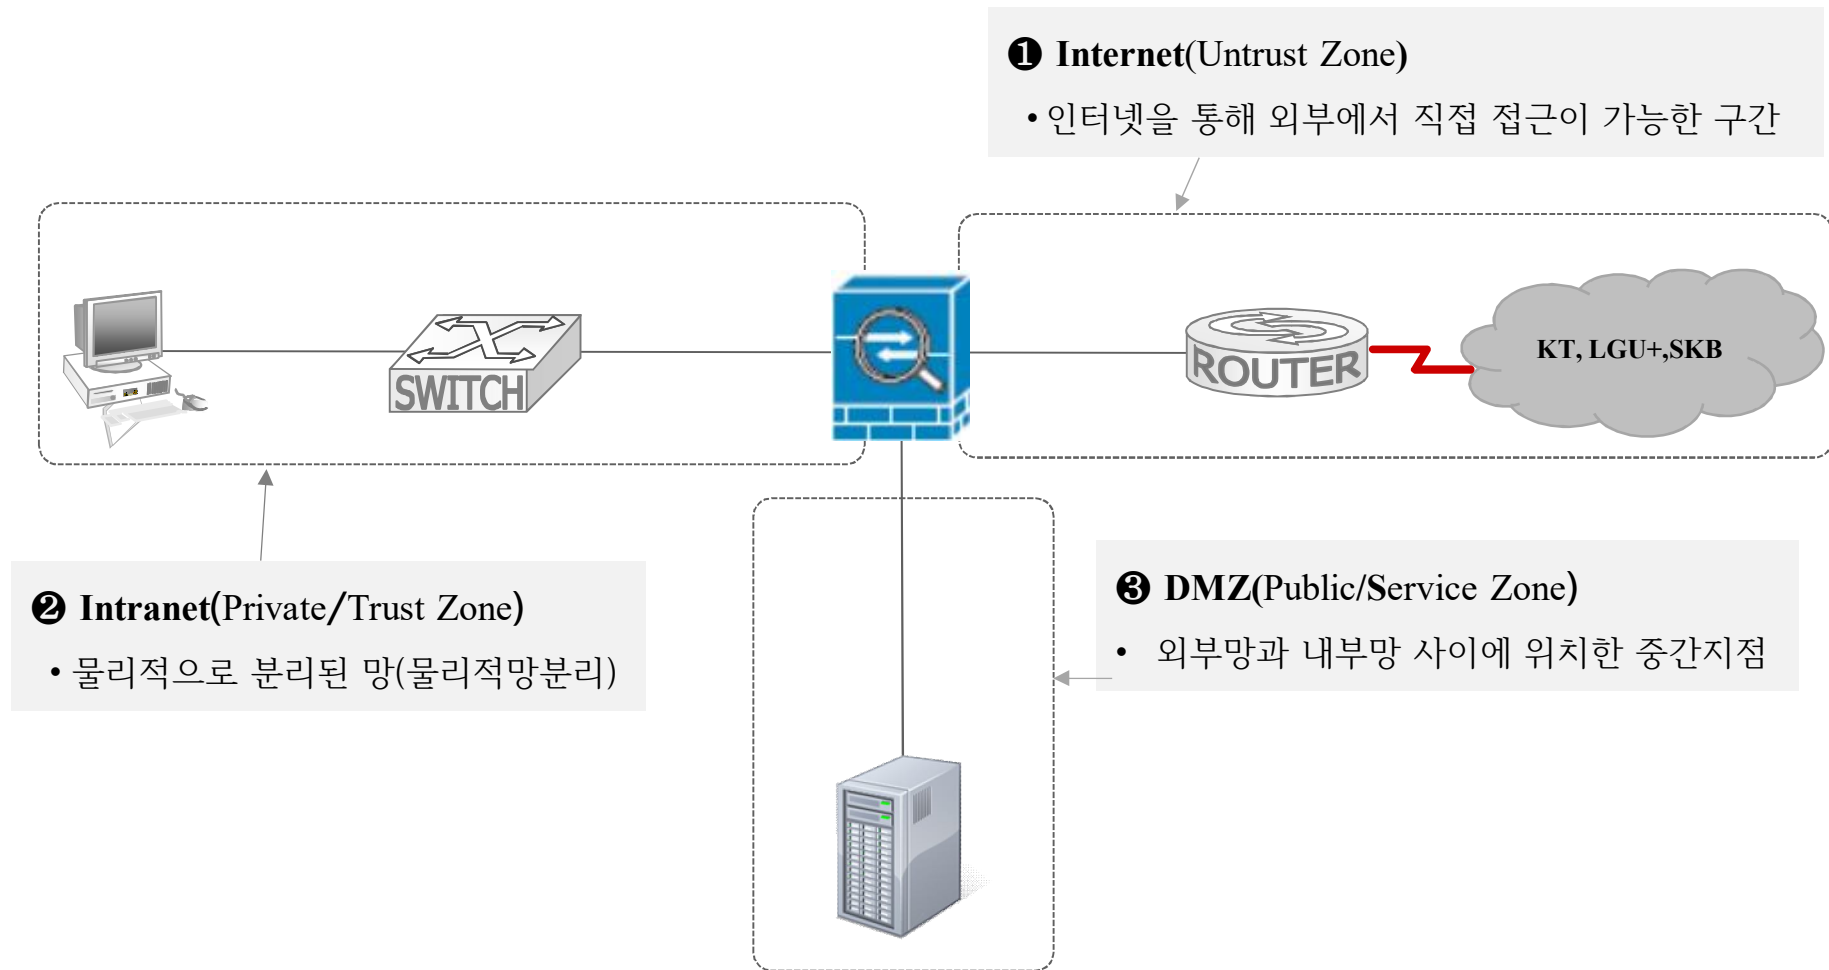 ❶ Internet(Untrust Zone)
• 인터넷을 통해 외부에서 직접 접근이 가능한 구간
SWITCH
ROUTER
KT, LGU+,SKB
❷ Intranet(Private/Trust Zone)
• 물리적으로 분리된 망(물리적망분리)
❸ DMZ(Public/Service Zone)
• 외부망과 내부망 사이에 위치한 중간지점